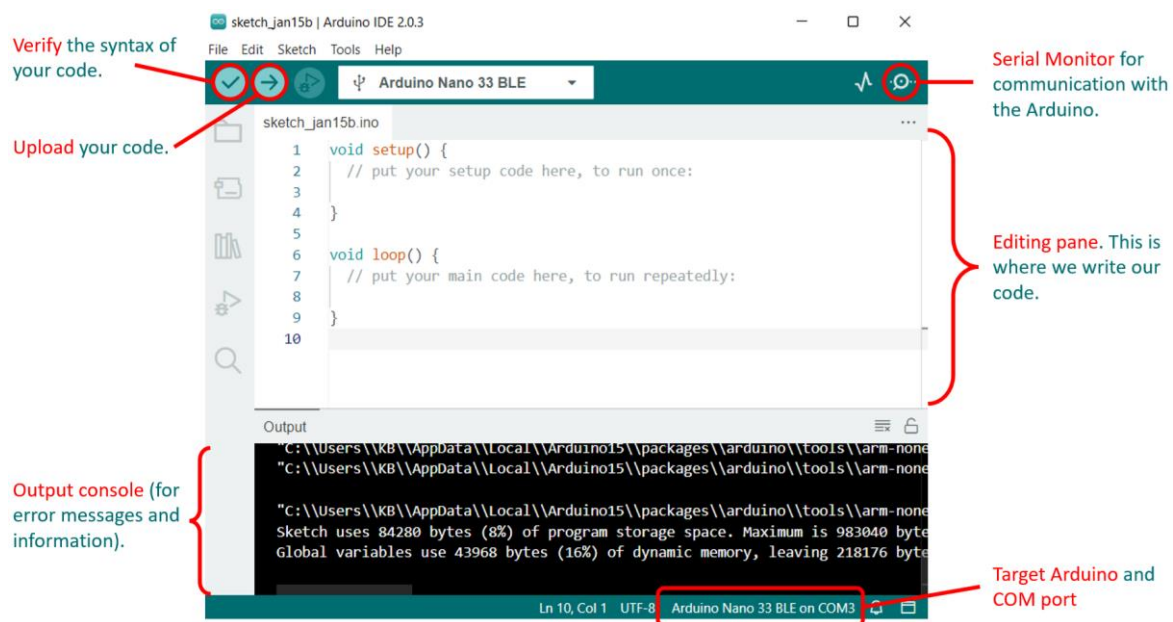 sketch_jan15b | Arduino IDE 2.0.3
File Edit Sketch Tools Help
Verify the syntax of
your code.
Arduino Nano 33 BLE
Serial Monitor for
communication with
the Arduino.
Upload your code.
sketch_jan15b.ino
1 void setup() {
2 // put your setup code here, to run once:
3
4 }
5
6 void loop() {
7 // put your main code here, to run repeatedly:
8
9 }
10
Editing pane. This is
where we write our
code.
Output
"C:\\Users\\KB\\AppData\\Local\\Arduino15\\packages\\arduino\\tools\\arm-none
"C:\\Users\\KB\\AppData\\Local\\Arduino15\\packages\\arduino\\tools\\arm-none
"C:\\Users\\KB\\AppData\\Local\\Arduino15\\packages\\arduino\\tools\\arm-none
Sketch uses 84280 bytes (8%) of program storage space. Maximum is 983040 byte
Global variables use 43968 bytes (16%) of dynamic memory, leaving 218176 byte
Output console (for
error messages and
information).
Target Arduino and
COM port
Ln 10, Col 1 UTF-8 Arduino Nano 33 BLE on COM3